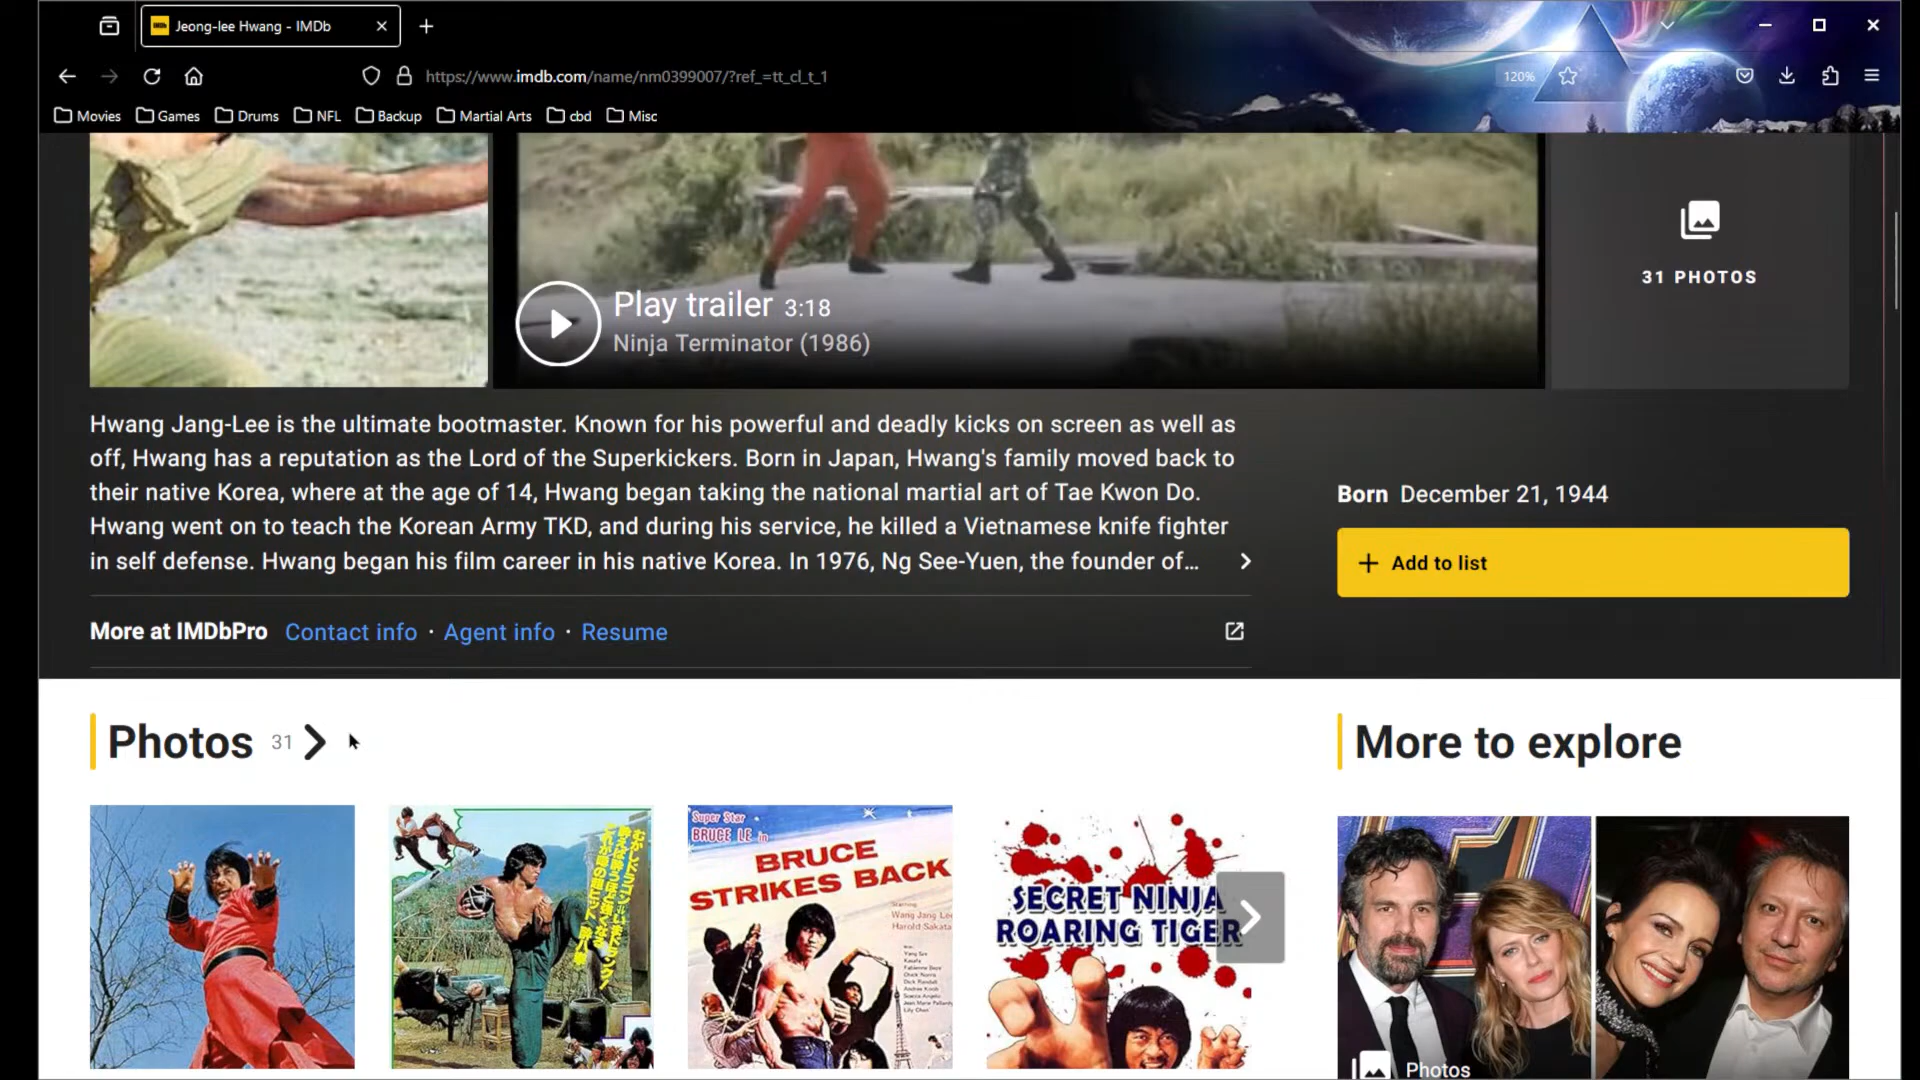 Jeong-lee Hwang - IMDb
https://www.imdb.com/name/nm0399007/?ref_=tt_cl_t_1
120%
Movies
Games
Drums
NFL
Backup
Martial Arts
cbd
Misc
Play trailer 3:18
Ninja Terminator (1986)
31 PHOTOS
Hwang Jang-Lee is the ultimate bootmaster. Known for his powerful and deadly kicks on screen as well as
off, Hwang has a reputation as the Lord of the Superkickers. Born in Japan, Hwang's family moved back to
their native Korea, where at the age of 14, Hwang began taking the national martial art of Tae Kwon Do.
Hwang went on to teach the Korean Army TKD, and during his service, he killed a Vietnamese knife fighter
in self defense. Hwang began his film career in his native Korea. In 1976, Ng See-Yuen, the founder of...
Born December 21, 1944
+ Add to list
More at IMDbPro Contact info · Agent info · Resume
Photos 31
More to explore
Super Star
BRUCE LE in
BRUCE
STRIKES BACK
Starring
Wang Jang Lee
Harold Sakata
SECRET NINJA
ROARING TIGER
Photos